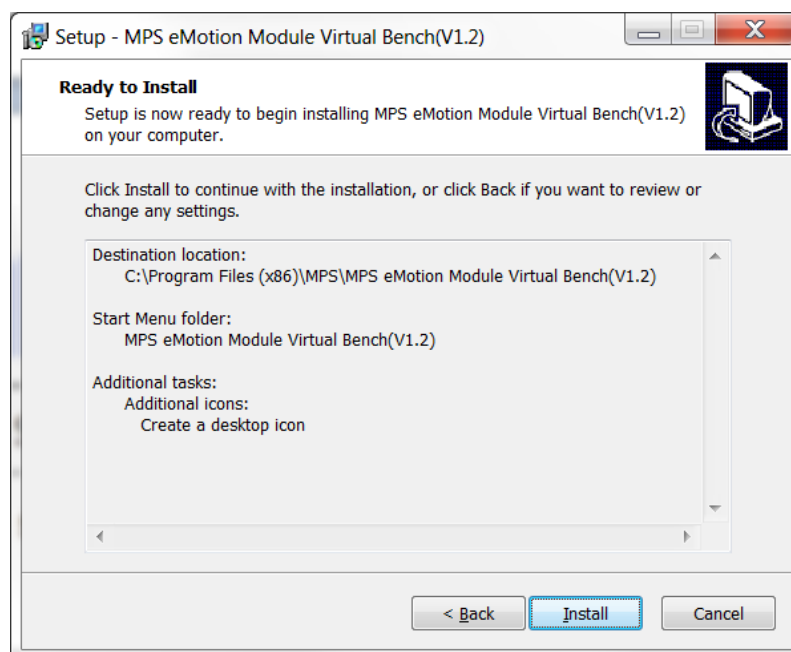 Setup - MPS eMotion Module Virtual Bench(V1.2)
Ready to Install
Setup is now ready to begin installing MPS eMotion Module Virtual Bench(V1.2)
on your computer.
Click Install to continue with the installation, or click Back if you want to review or
change any settings.
Destination location:
C:\Program Files (x86)\MPS\MPS eMotion Module Virtual Bench(V1.2)
Start Menu folder:
MPS eMotion Module Virtual Bench(V1.2)
Additional tasks:
Additional icons:
Create a desktop icon
< Back
Install
Cancel